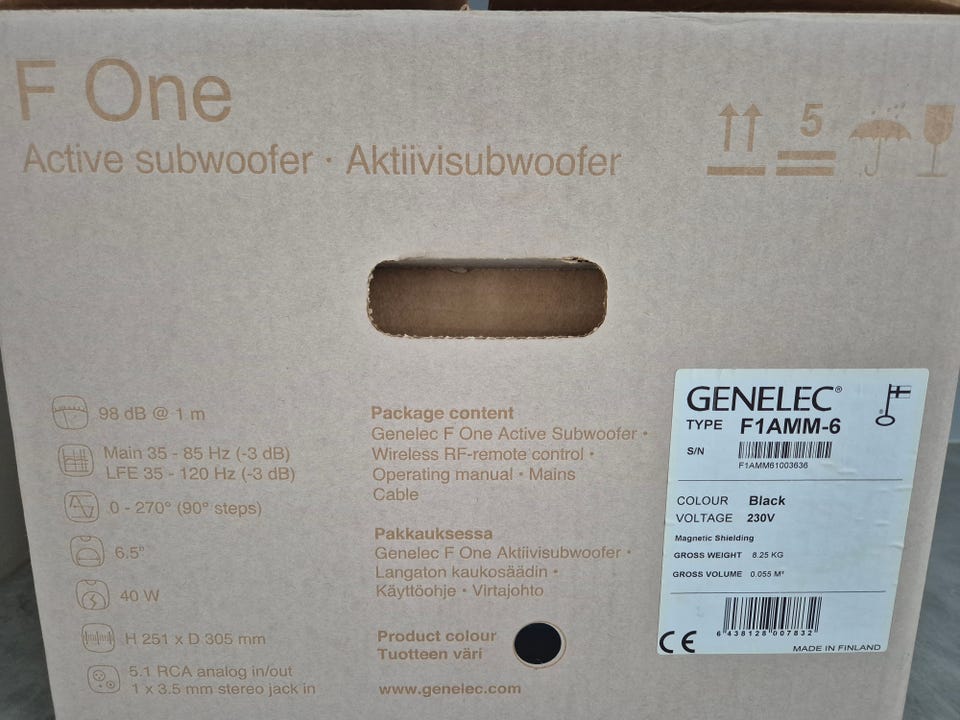 F One
Active subwoofer · Aktiivisubwoofer
5
98 dB @ 1 m
Main 35 - 85 Hz (-3 dB)
LFE 35 - 120 Hz (-3 dB)
0 - 270° (90° steps)
6.5"
40 W
H 251 x D 305 mm
5.1 RCA analog in/out
1 x 3.5 mm stereo jack in
Package content
Genelec F One Active Subwoofer •
Wireless RF-remote control •
Operating manual • Mains
Cable
Pakkauksessa
Genelec F One Aktiivisubwoofer •
Langaton kaukosäädin •
Käyttöohje • Virtajohto
Product colour
Tuotteen väri
www.genelec.com
GENELEC®
TYPE F1AMM-6
S/N
F1AMM61003636
COLOUR Black
VOLTAGE 230V
Magnetic Shielding
GROSS WEIGHT 8.25 KG
GROSS VOLUME 0.055 M³
6 438128 007832
CE
MADE IN FINLAND